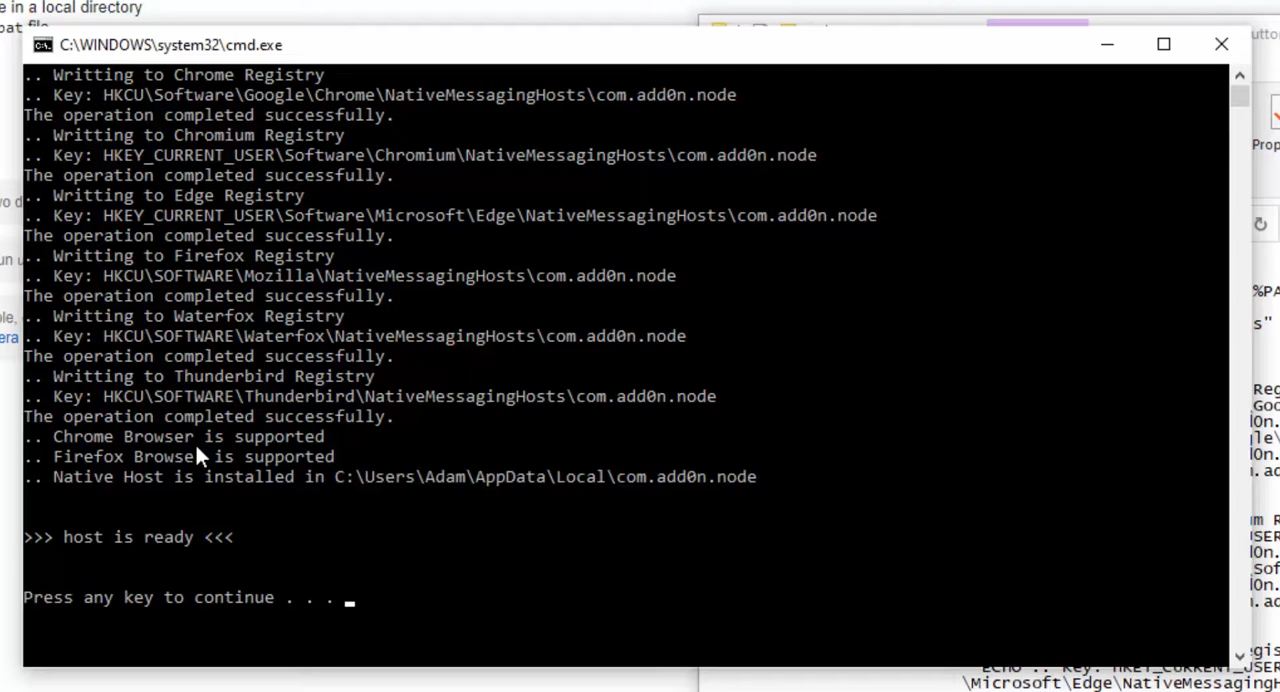 e in a local directory
C:\WINDOWS\system32\cmd.exe
.. Writting to Chrome Registry
.. Key: HKCU\Software\Google\Chrome\NativeMessagingHosts\com.add0n.node
The operation completed successfully.
.. Writting to Chromium Registry
.. Key: HKEY_CURRENT_USER\Software\Chromium\NativeMessagingHosts\com.add0n.node
The operation completed successfully.
.. Writting to Edge Registry
.. Key: HKEY_CURRENT_USER\Software\Microsoft\Edge\NativeMessagingHosts\com.add0n.node
The operation completed successfully.
.. Writting to Firefox Registry
.. Key: HKCU\SOFTWARE\Mozilla\NativeMessagingHosts\com.add0n.node
The operation completed successfully.
.. Writting to Waterfox Registry
.. Key: HKCU\SOFTWARE\Waterfox\NativeMessagingHosts\com.add0n.node
The operation completed successfully.
.. Writting to Thunderbird Registry
.. Key: HKCU\SOFTWARE\Thunderbird\NativeMessagingHosts\com.add0n.node
The operation completed successfully.
.. Chrome Browser is supported
.. Firefox Browser is supported
.. Native Host is installed in C:\Users\Adam\AppData\Local\com.add0n.node
>>> host is ready <<<
Press any key to continue . . .
\Microsoft\Edge\NativeMessagingH